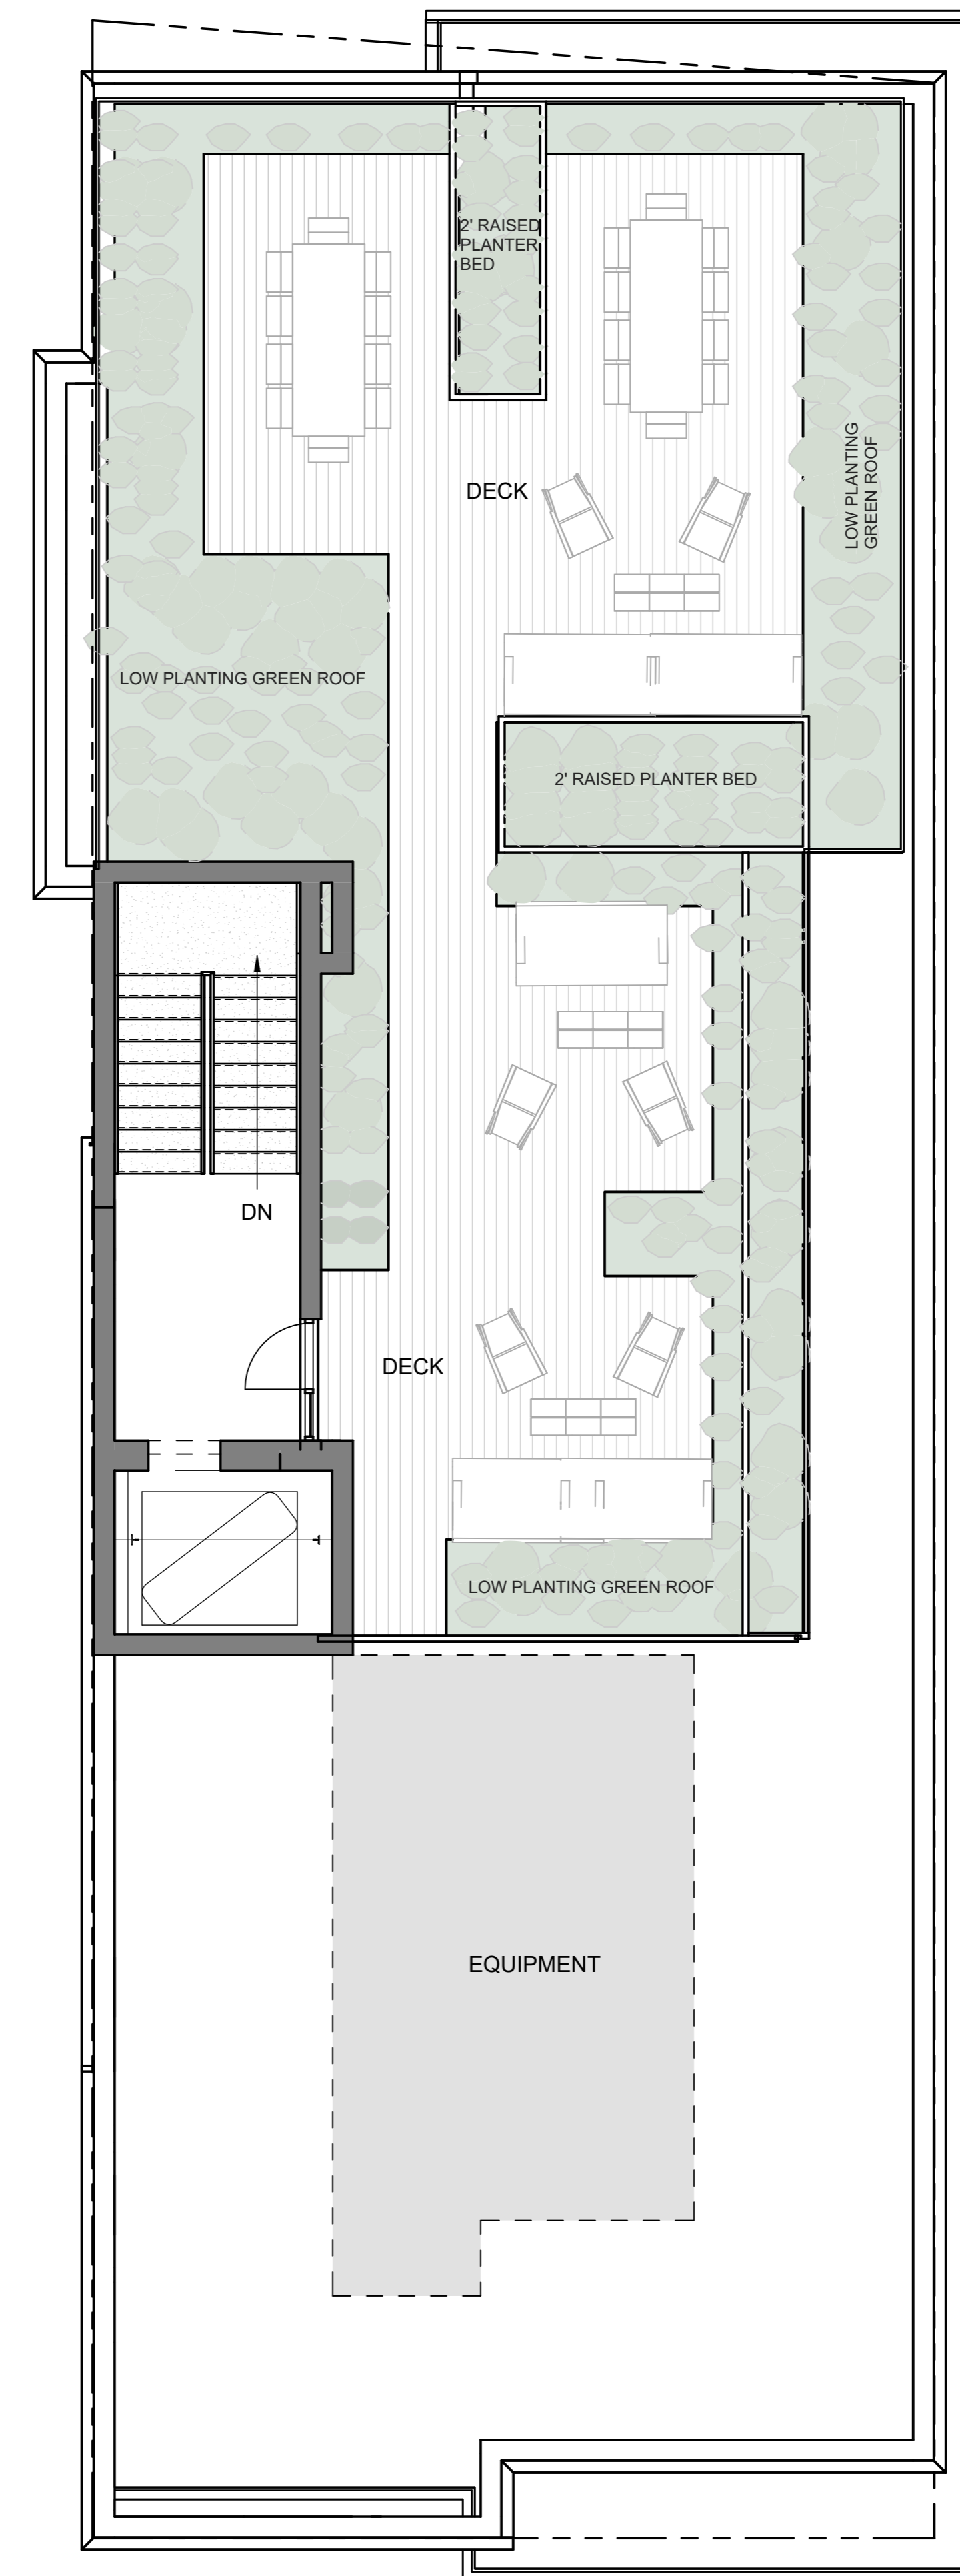 2' RAISED
PLANTER
BED
DECK
LOW PLANTING
GREEN ROOF
LOW PLANTING GREEN ROOF
2' RAISED PLANTER BED
DN
DECK
LOW PLANTING GREEN ROOF
EQUIPMENT